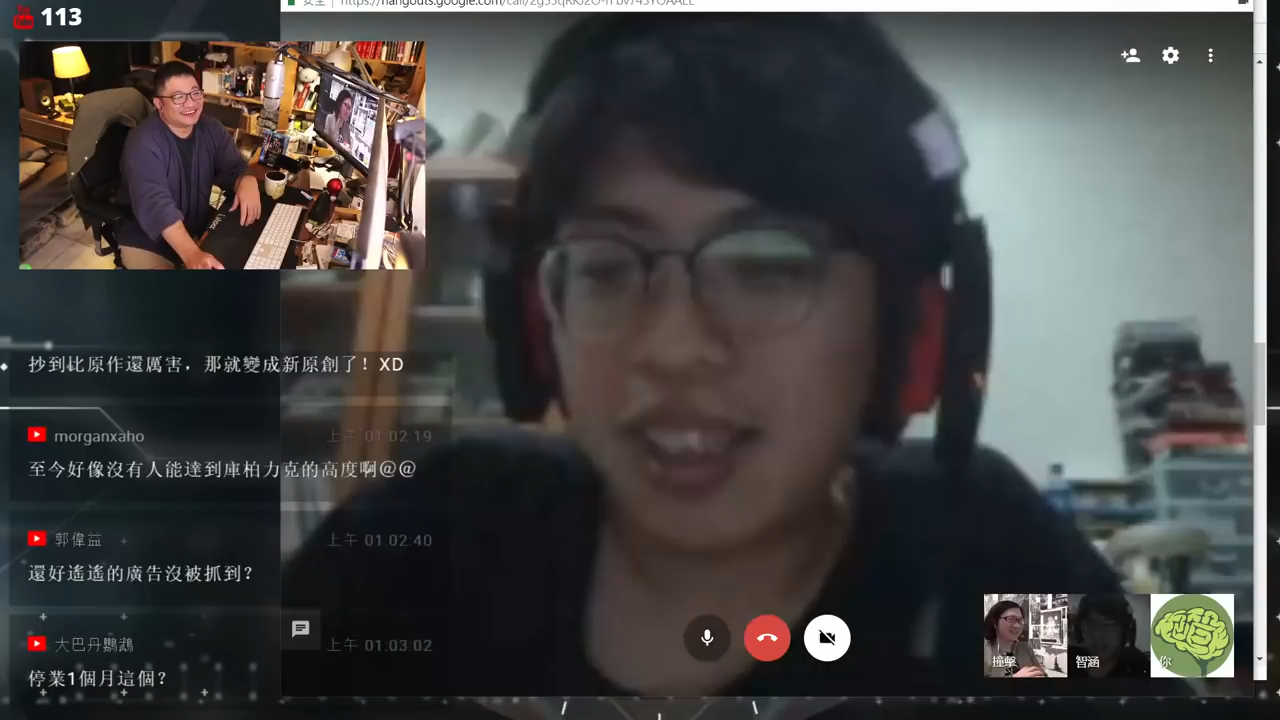 113
抄到比原作還厲害，那就變成新原創了！XD
morganxaho 上午 01:02:19
至今好像沒有人能達到庫柏力克的高度啊@@
郭偉益 上午 01:02:40
還好遙遙的廣告沒被抓到？
大巴丹鸚鵡 上午 01:03:02
停業1個月這個？
撞擊
智涵
你